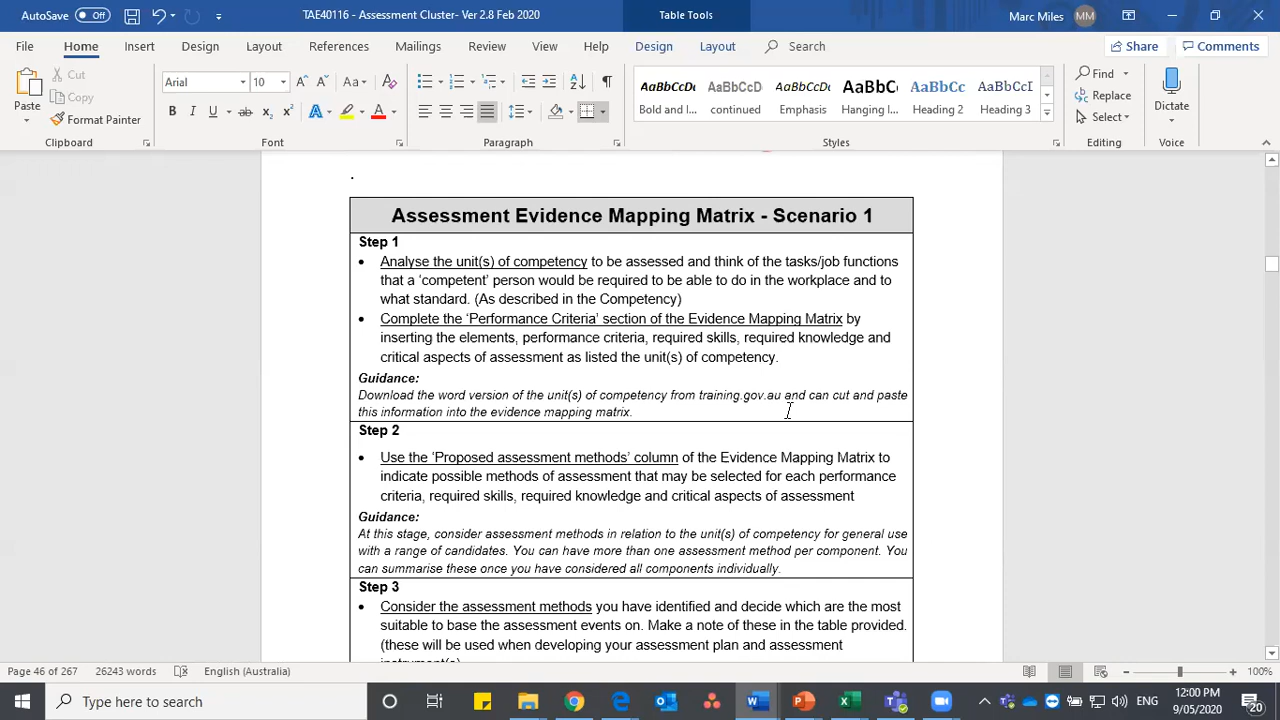 AutoSave Off TAE40116 - Assessment Cluster- Ver 2.8 Feb 2020 Table Tools Marc Miles MM
File Home Insert Design Layout References Mailings Review View Help Design Layout Search Share Comments
Paste Cut Copy Format Painter
Arial 10
Bold and I... continued Emphasis Hanging I... Heading 2 Heading 3
Find Replace Select
Dictate
Clipboard Font Paragraph Styles Editing Voice
.
Assessment Evidence Mapping Matrix - Scenario 1
Step 1
• Analyse the unit(s) of competency to be assessed and think of the tasks/job functions
that a ‘competent’ person would be required to be able to do in the workplace and to
what standard. (As described in the Competency)
• Complete the ‘Performance Criteria’ section of the Evidence Mapping Matrix by
inserting the elements, performance criteria, required skills, required knowledge and
critical aspects of assessment as listed the unit(s) of competency.
Guidance:
Download the word version of the unit(s) of competency from training.gov.au and can cut and paste
this information into the evidence mapping matrix.
Step 2
• Use the ‘Proposed assessment methods’ column of the Evidence Mapping Matrix to
indicate possible methods of assessment that may be selected for each performance
criteria, required skills, required knowledge and critical aspects of assessment
Guidance:
At this stage, consider assessment methods in relation to the unit(s) of competency for general use
with a range of candidates. You can have more than one assessment method per component. You
can summarise these once you have considered all components individually.
Step 3
• Consider the assessment methods you have identified and decide which are the most
suitable to base the assessment events on. Make a note of these in the table provided.
(these will be used when developing your assessment plan and assessment
instrument(s)
Page 46 of 267 26243 words English (Australia) 100%
Type here to search ENG 12:00 PM
9/05/2020 20